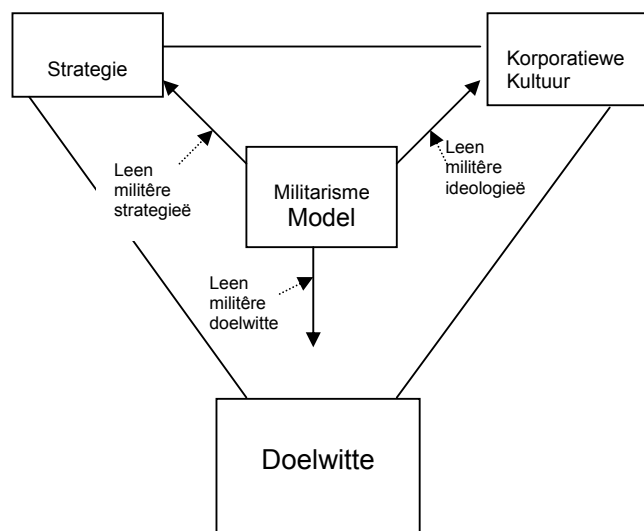 Strategie
Korporatiewe
Kultuur
Leen
militêre
strategieë
Militarisme
Model
Leen
militêre
ideologieë
Leen
militêre
doelwitte
Doelwitte